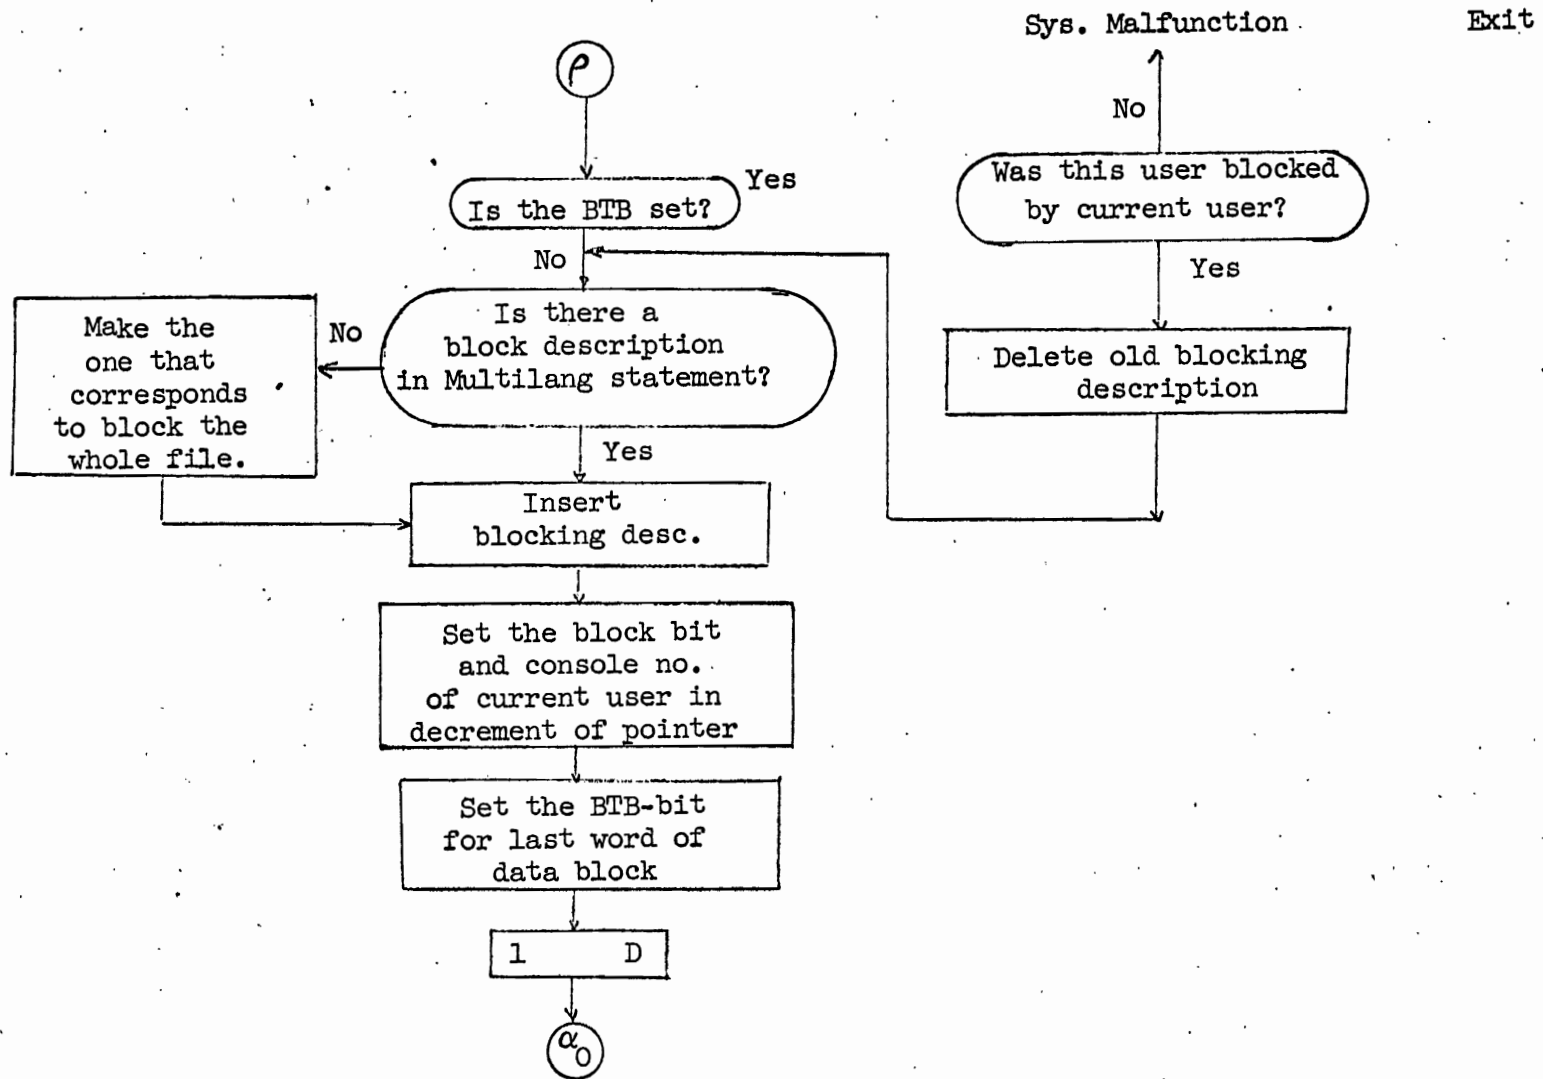 Sys. Malfunction
Exit
ρ
No
Was this user blocked
by current user?
Yes
Is the BTB set?
Yes
No
Is there a
block description
in Multilang statement?
No
Make the
one that
corresponds
to block the
whole file.
Delete old blocking
description
Yes
Insert
blocking desc.
Set the block bit
and console no.
of current user in
decrement of pointer
Set the BTB-bit
for last word of
data block
1 D
α0